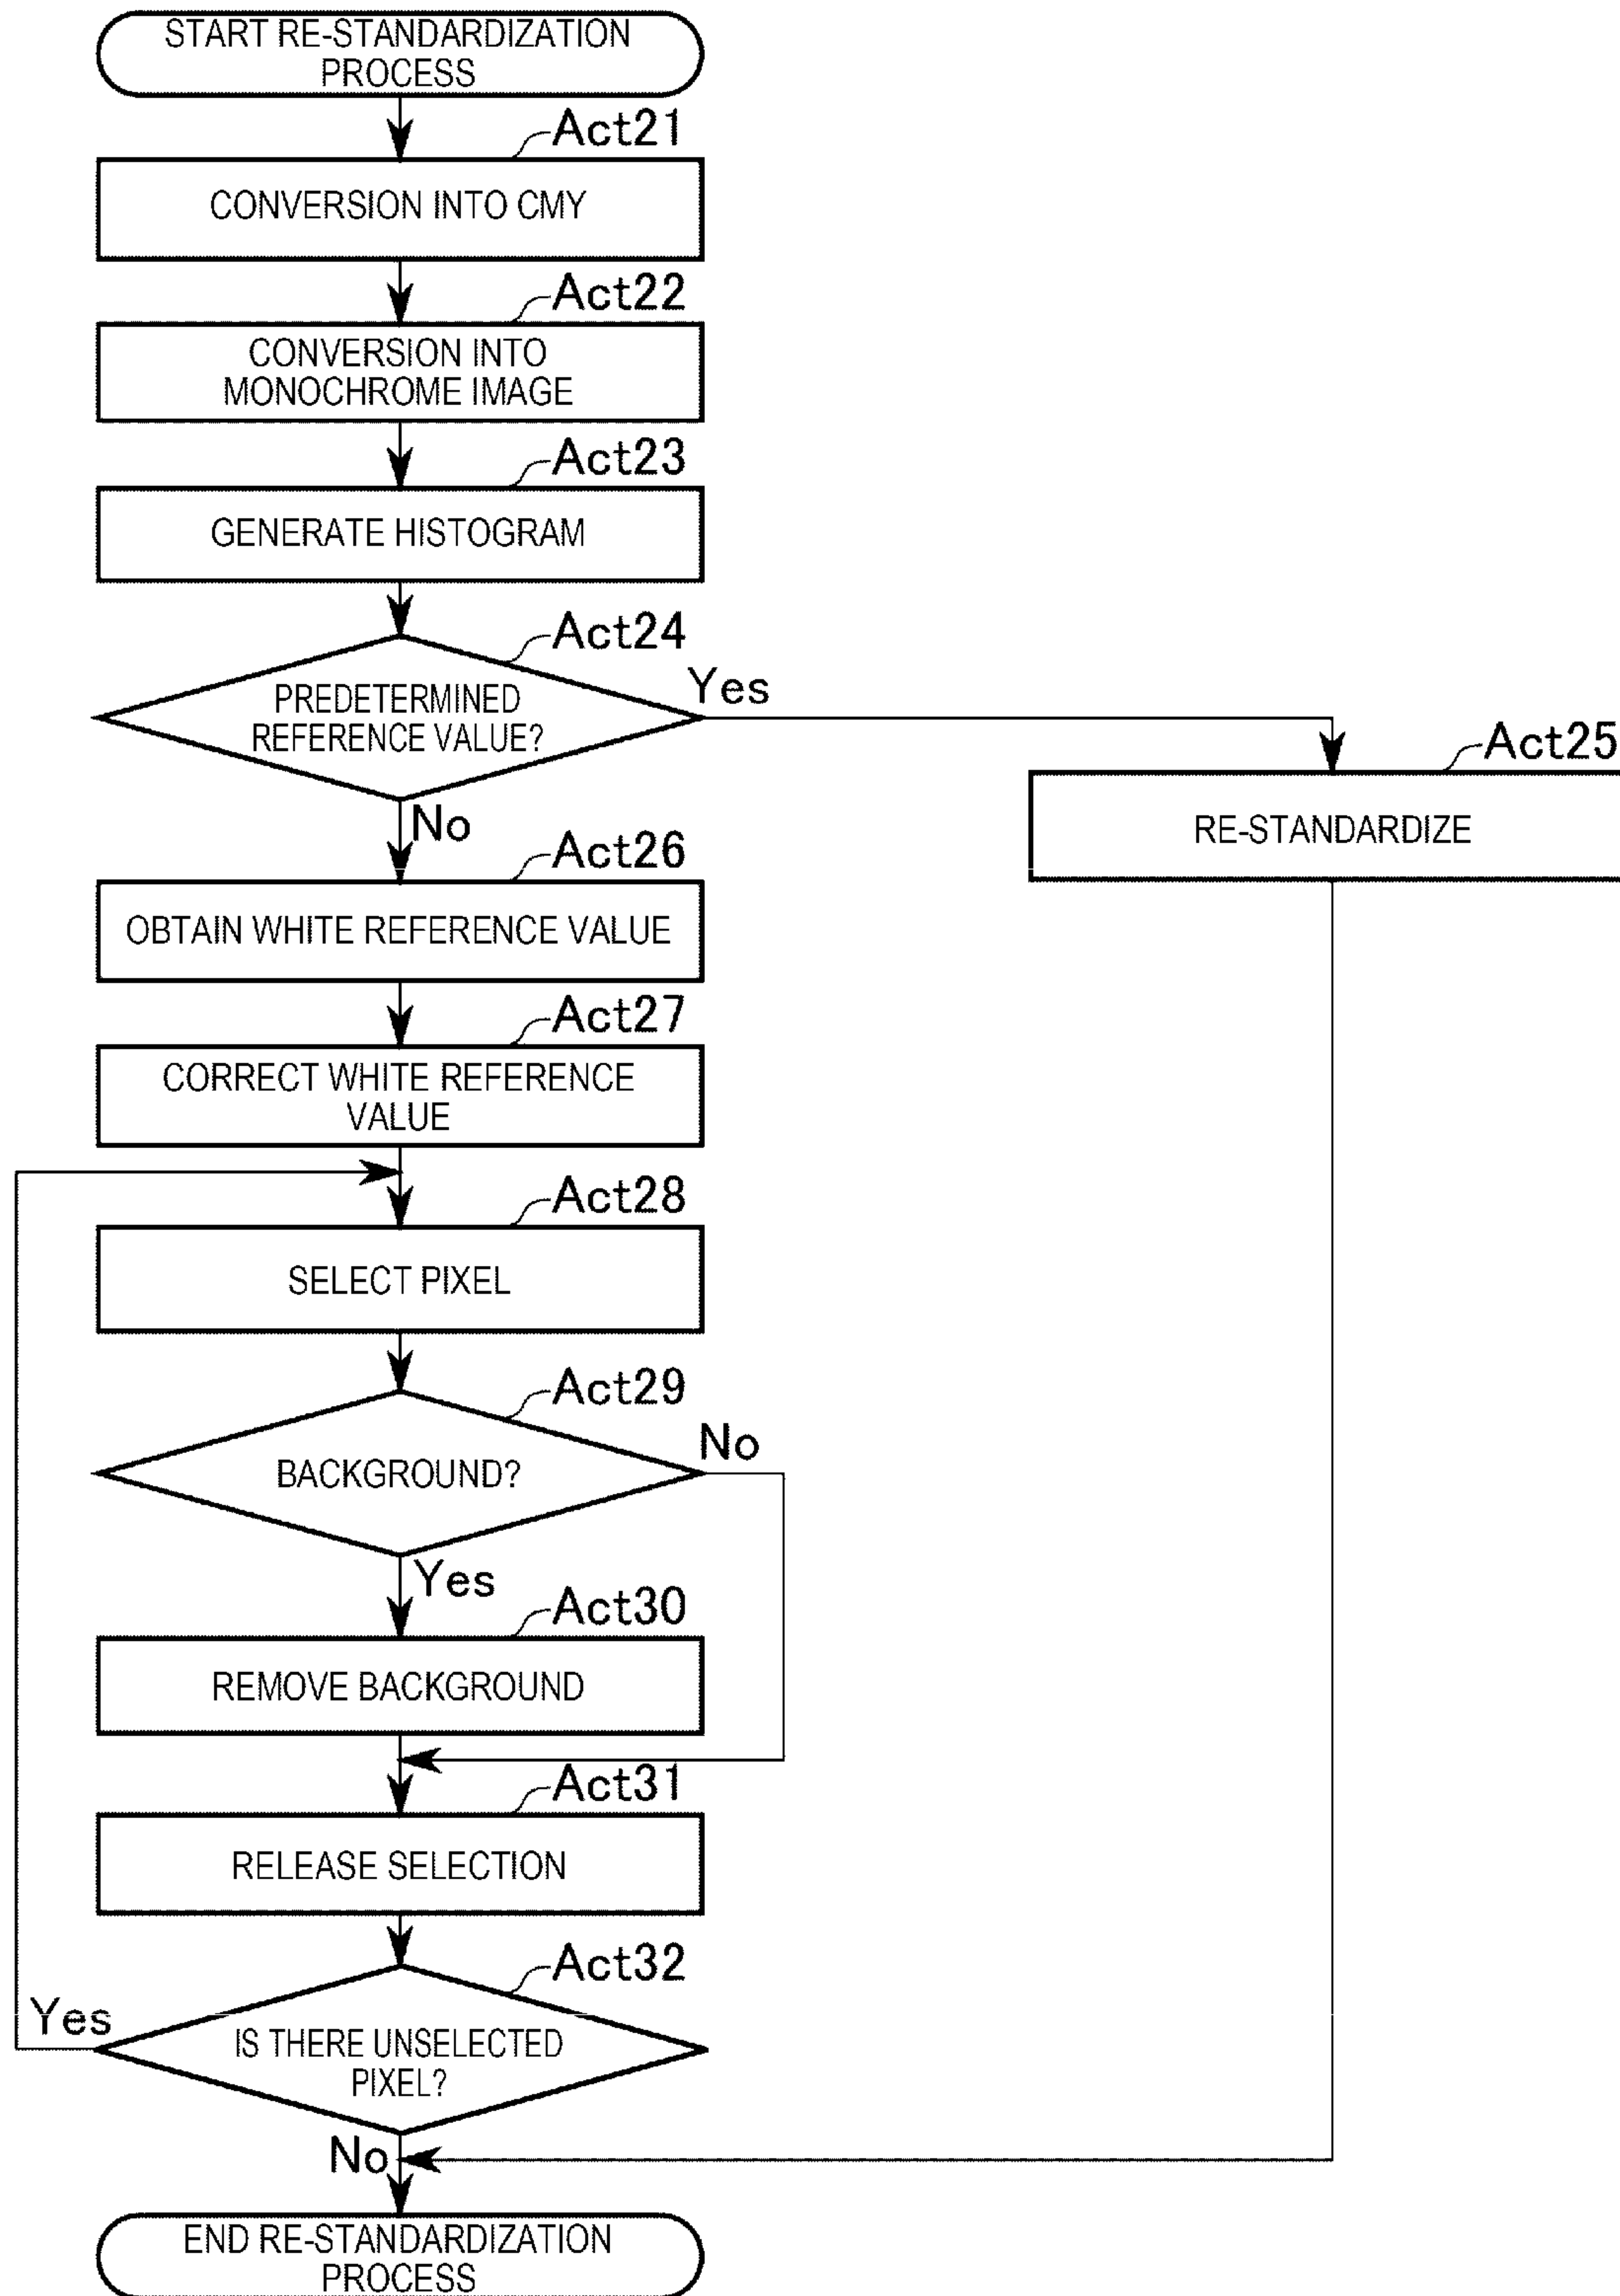 START RE-STANDARDIZATION
PROCESS
Act21
CONVERSION INTO CMY
Act22
CONVERSION INTO
MONOCHROME IMAGE
Act23
GENERATE HISTOGRAM
Act24
PREDETERMINED
REFERENCE VALUE?
Yes
Act25
RE-STANDARDIZE
No
Act26
OBTAIN WHITE REFERENCE VALUE
Act27
CORRECT WHITE REFERENCE
VALUE
Act28
SELECT PIXEL
Act29
BACKGROUND?
No
Yes
Act30
REMOVE BACKGROUND
Act31
RELEASE SELECTION
Act32
IS THERE UNSELECTED
PIXEL?
Yes
No
END RE-STANDARDIZATION
PROCESS